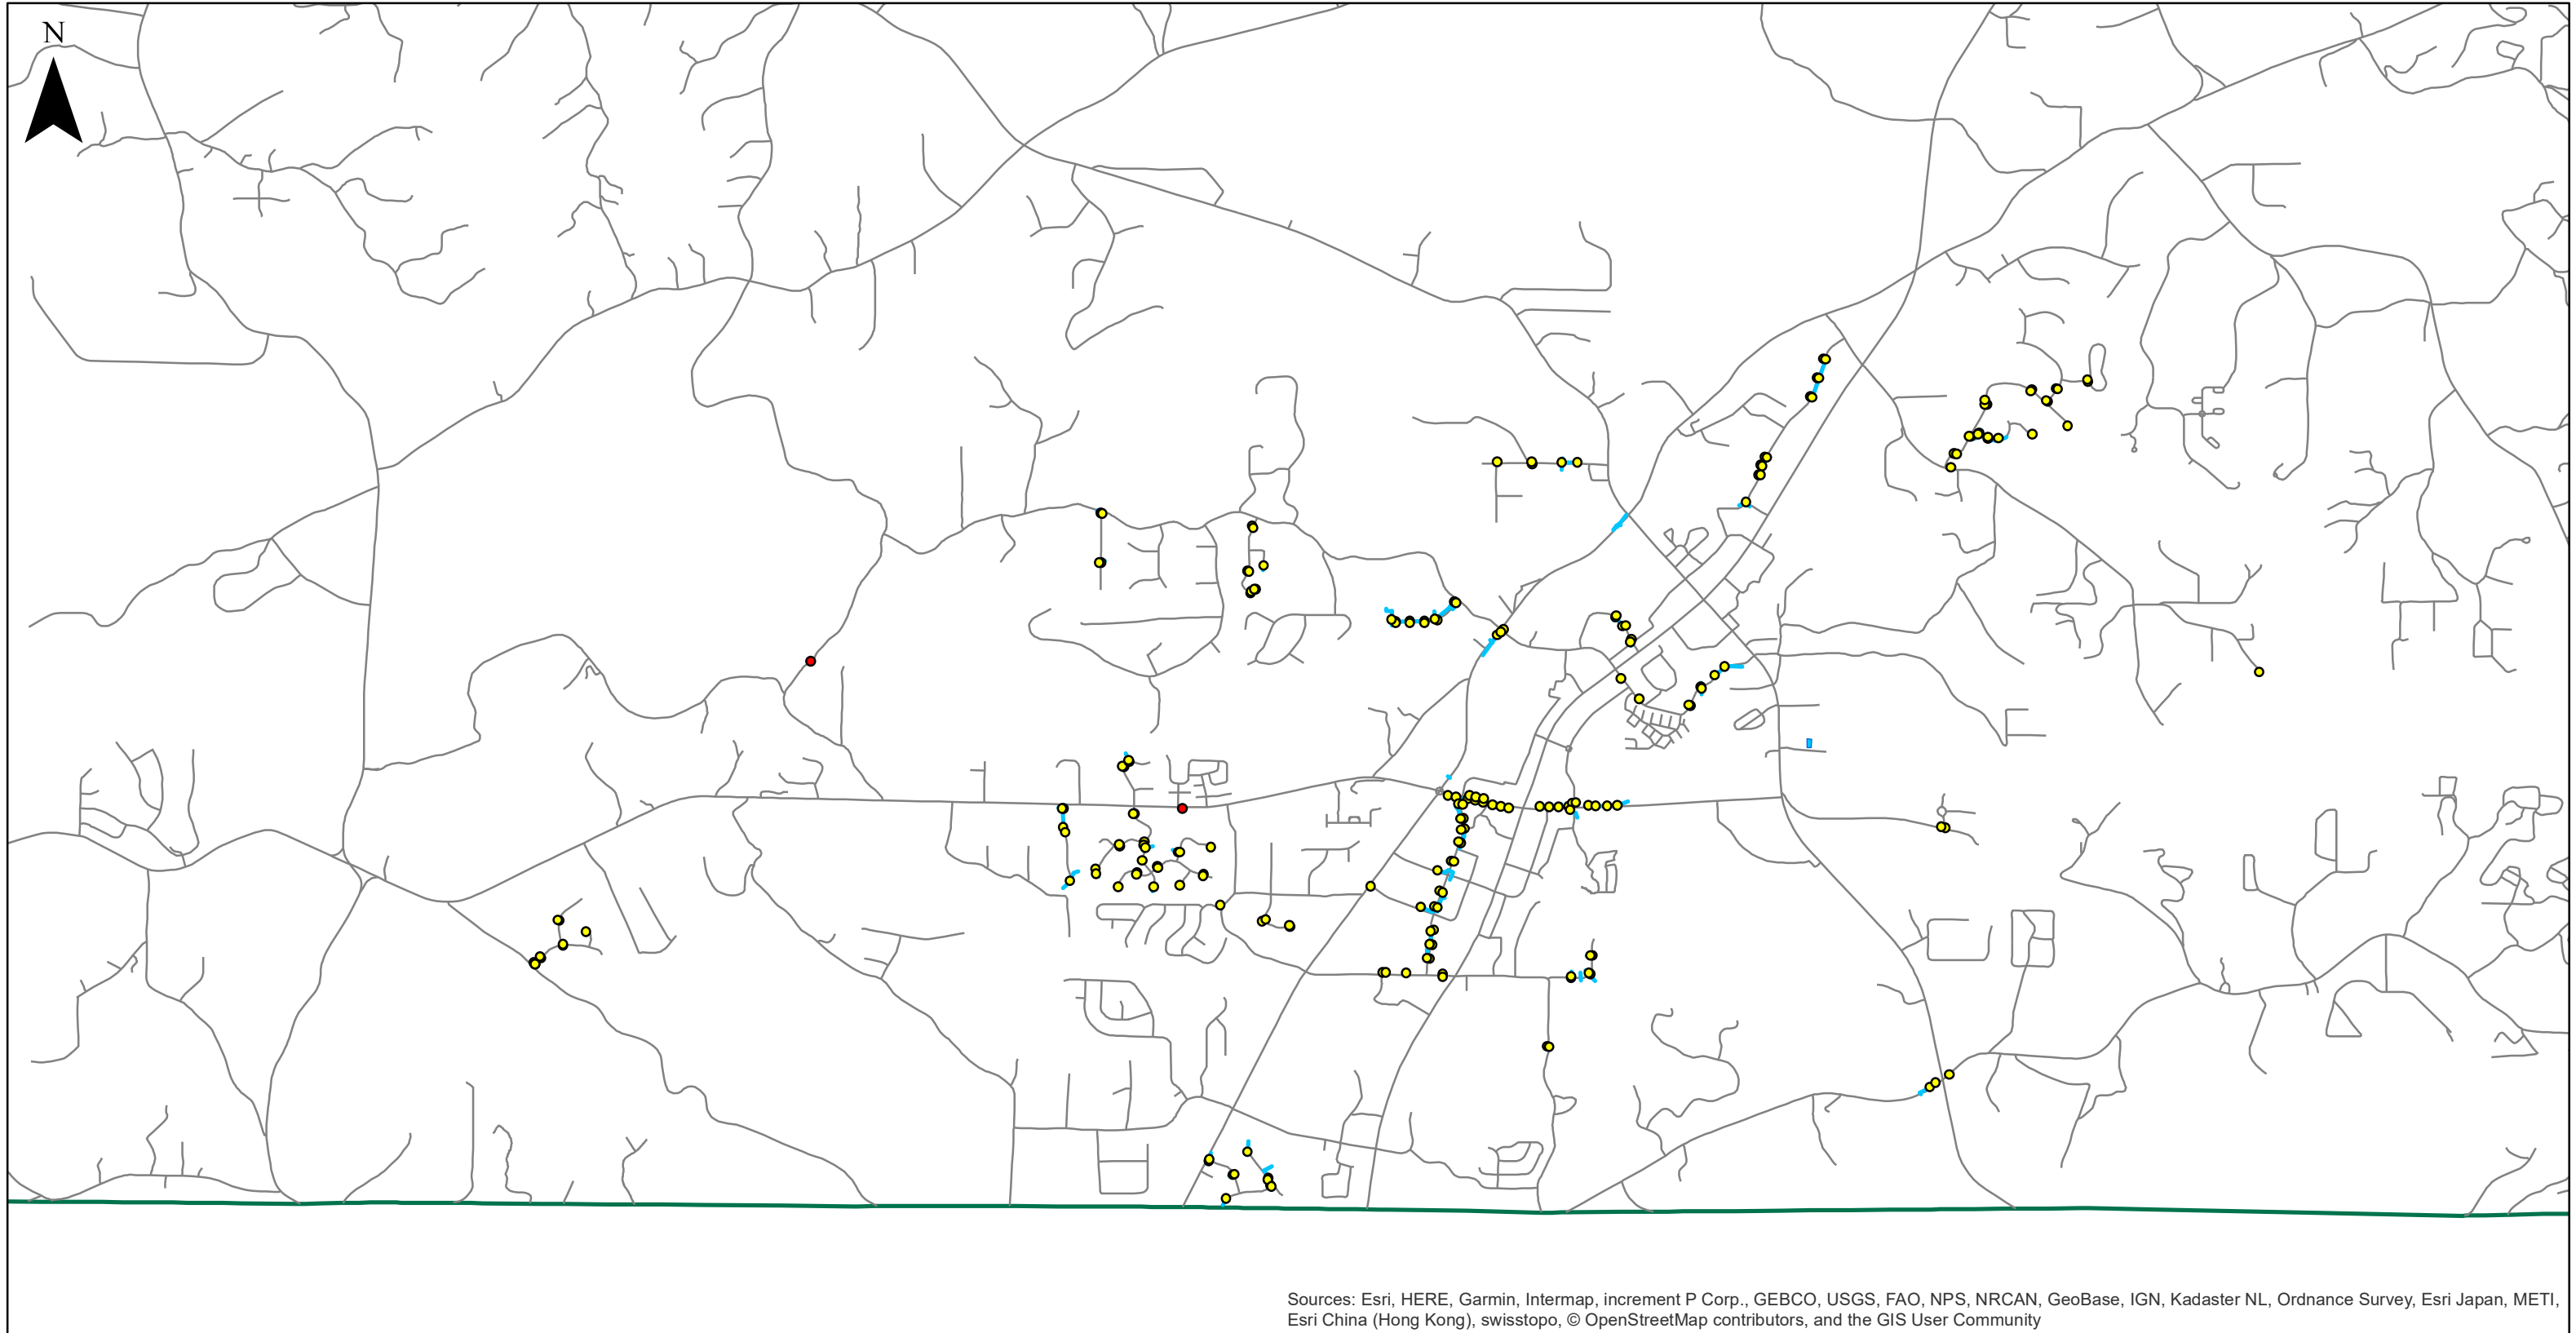 N
Sources: Esri, HERE, Garmin, Intermap, increment P Corp., GEBCO, USGS, FAO, NPS, NRCAN, GeoBase, IGN, Kadaster NL, Ordnance Survey, Esri Japan, METI,
Esri China (Hong Kong), swisstopo, © OpenStreetMap contributors, and the GIS User Community